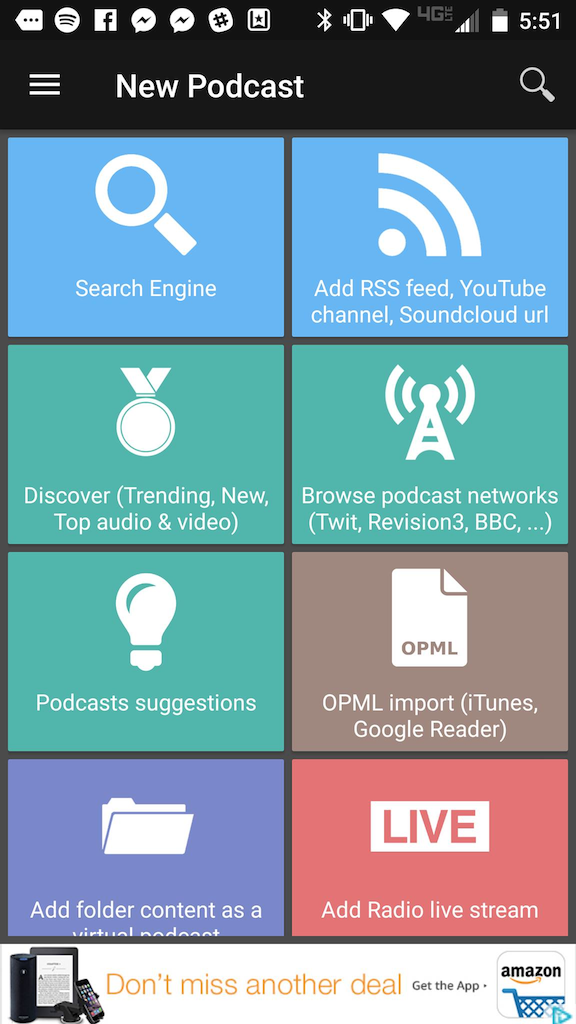 4G LTE
5:51
New Podcast
Search Engine
Add RSS feed, YouTube
channel, Soundcloud url
Discover (Trending, New,
Top audio & video)
Browse podcast networks
(Twit, Revision3, BBC, ...)
Podcasts suggestions
OPML
OPML import (iTunes,
Google Reader)
Add folder content as a
virtual podcast
LIVE
Add Radio live stream
Don't miss another deal
Get the App
amazon